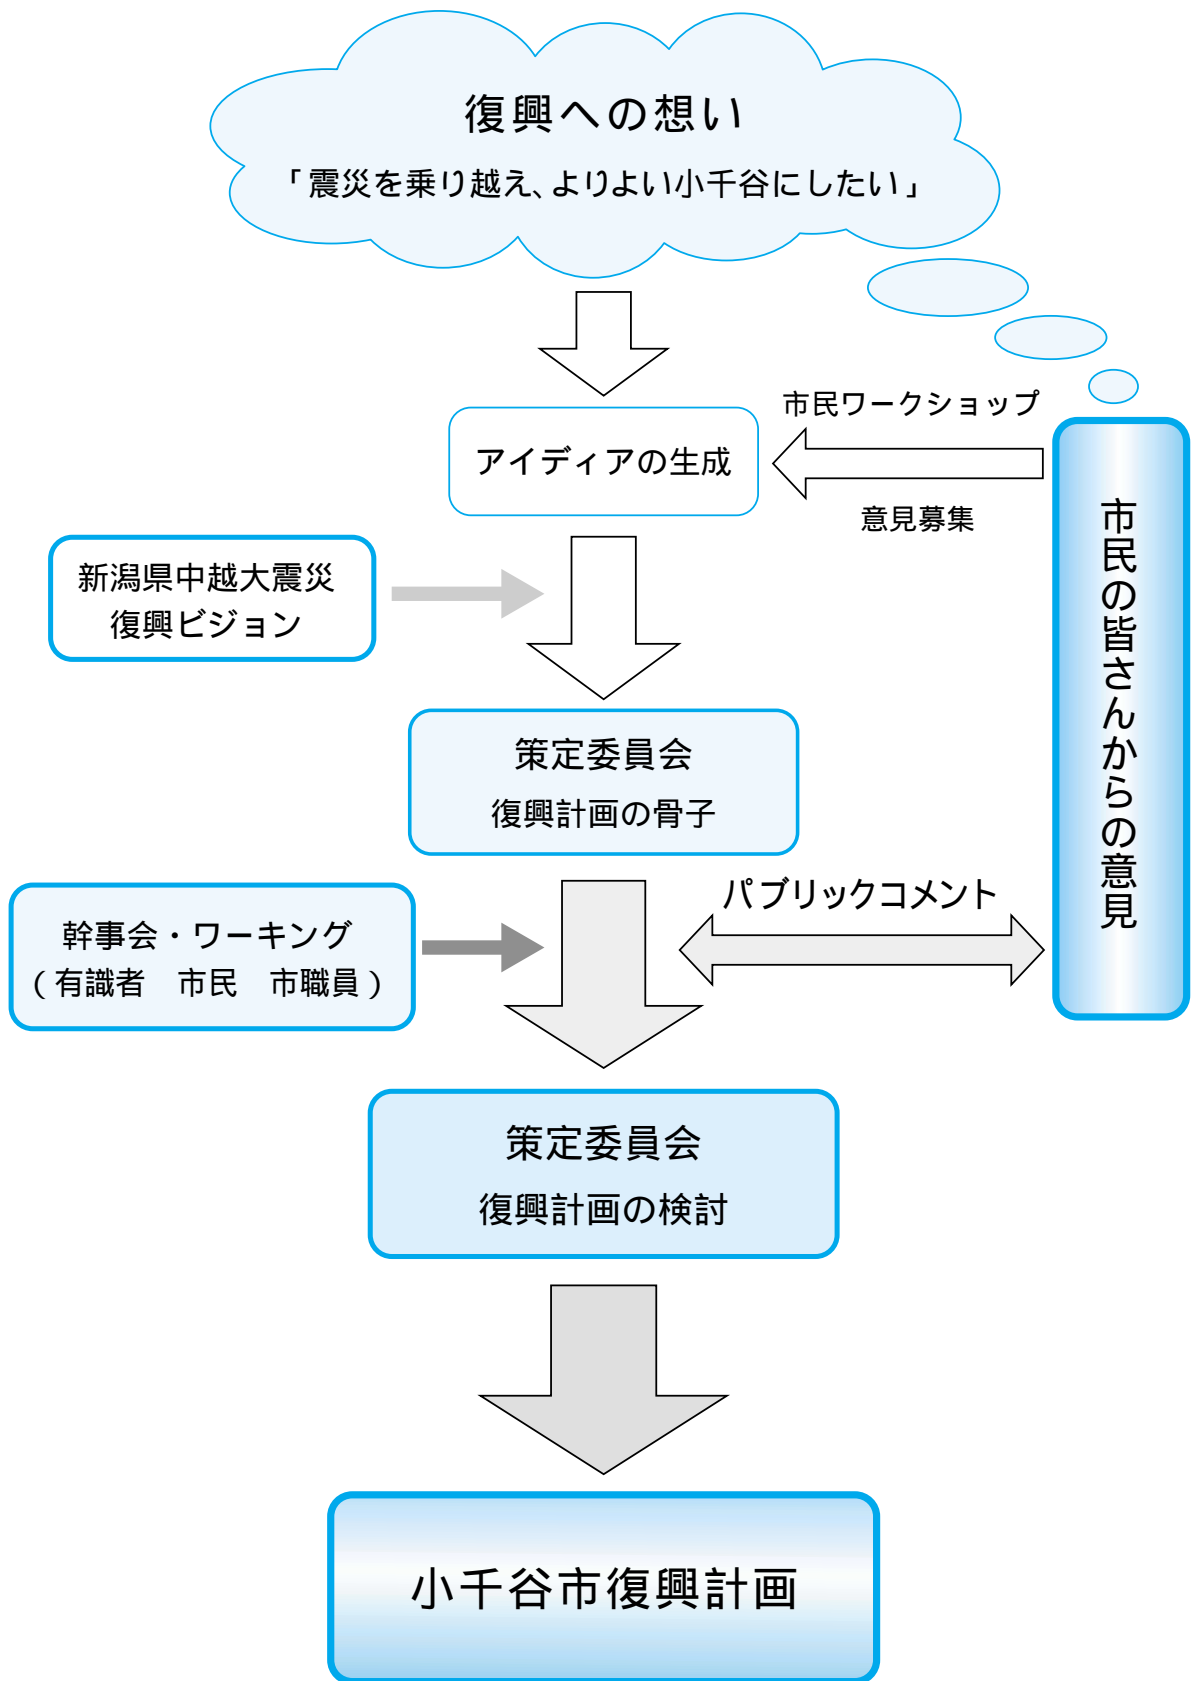 復興への想い
「震災を乗り越え、よりよい小千谷にしたい」
市民ワークショップ
アイディアの生成
意見募集
市民の皆さんからの意見
新潟県中越大震災
復興ビジョン
策定委員会
復興計画の骨子
パブリックコメント
幹事会・ワーキング
（有識者　市民　市職員）
策定委員会
復興計画の検討
小千谷市復興計画